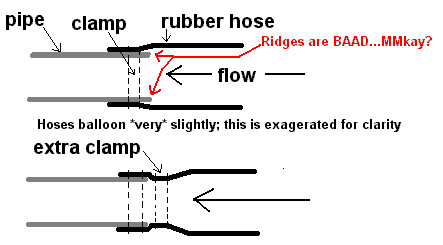 pipe
clamp
rubber hose
Ridges are BAAD...MMkay?
flow
Hoses balloon *very* slightly; this is exagerated for clarity
extra clamp